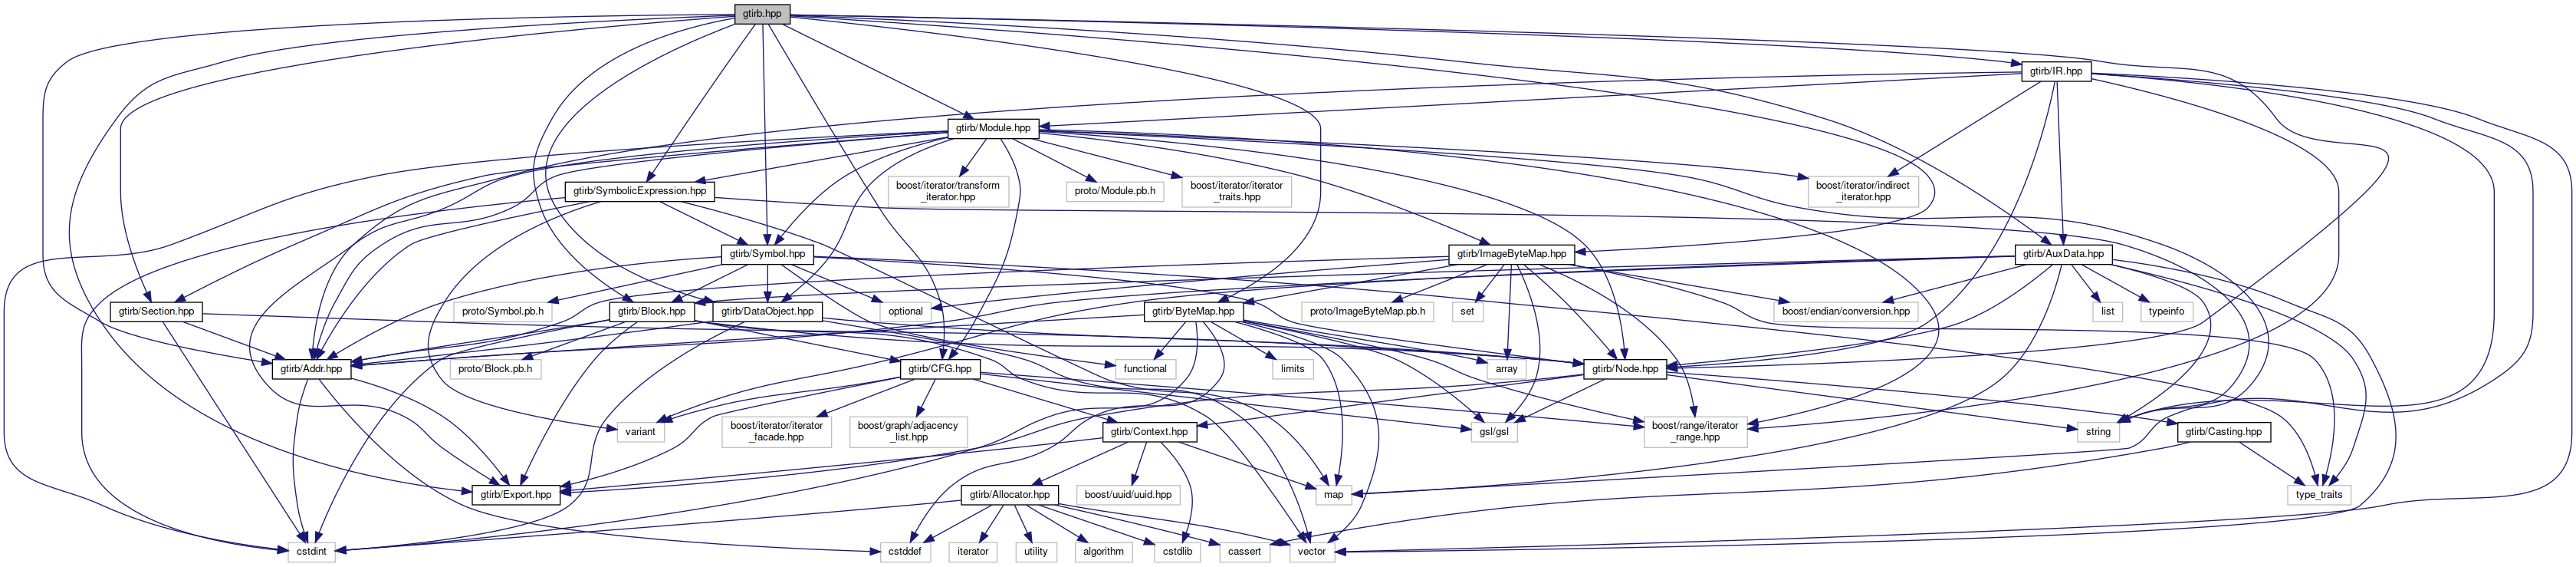 gtirb.hpp
gtirb/IR.hpp
gtirb/Module.hpp
gtirb/SymbolicExpression.hpp
boost/iterator/transform
_iterator.hpp
proto/Module.pb.h
boost/iterator/iterator
_traits.hpp
boost/iterator/indirect
_iterator.hpp
gtirb/Symbol.hpp
gtirb/ImageByteMap.hpp
gtirb/AuxData.hpp
gtirb/Section.hpp
proto/Symbol.pb.h
gtirb/Block.hpp
gtirb/DataObject.hpp
optional
gtirb/ByteMap.hpp
proto/ImageByteMap.pb.h
set
boost/endian/conversion.hpp
list
typeinfo
gtirb/Addr.hpp
proto/Block.pb.h
gtirb/CFG.hpp
functional
limits
array
gtirb/Node.hpp
variant
boost/iterator/iterator
_facade.hpp
boost/graph/adjacency
_list.hpp
gtirb/Context.hpp
gsl/gsl
boost/range/iterator
_range.hpp
string
gtirb/Casting.hpp
gtirb/Export.hpp
gtirb/Allocator.hpp
boost/uuid/uuid.hpp
map
type_traits
cstdint
cstddef
iterator
utility
algorithm
cstdlib
cassert
vector